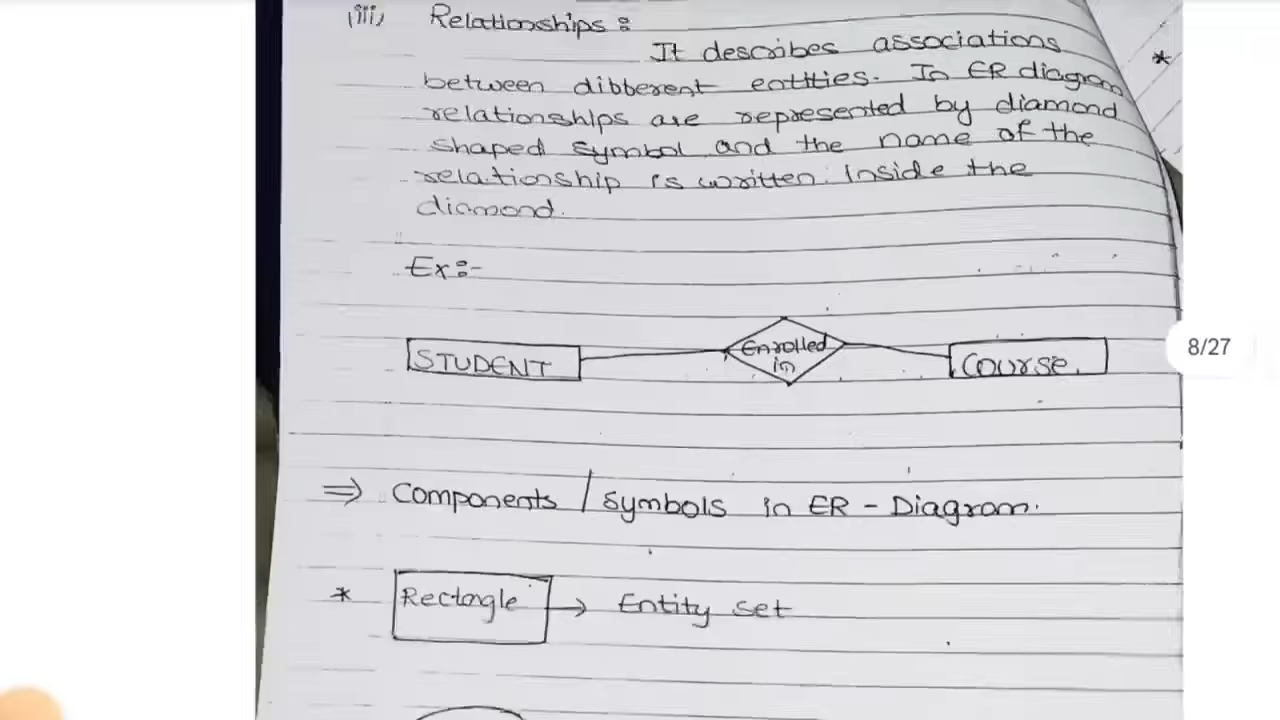 (iii) Relationships :
It describes associations
between dibberent entities. In ER diagram
relationships are represented by diamond
shaped symbol and the name of the
relationship is written inside the
diamond.
Ex:-
STUDENT Enrolled in Course.
⇒ Components / symbols in ER - Diagram.
* Rectangle → Entity set
*
8/27